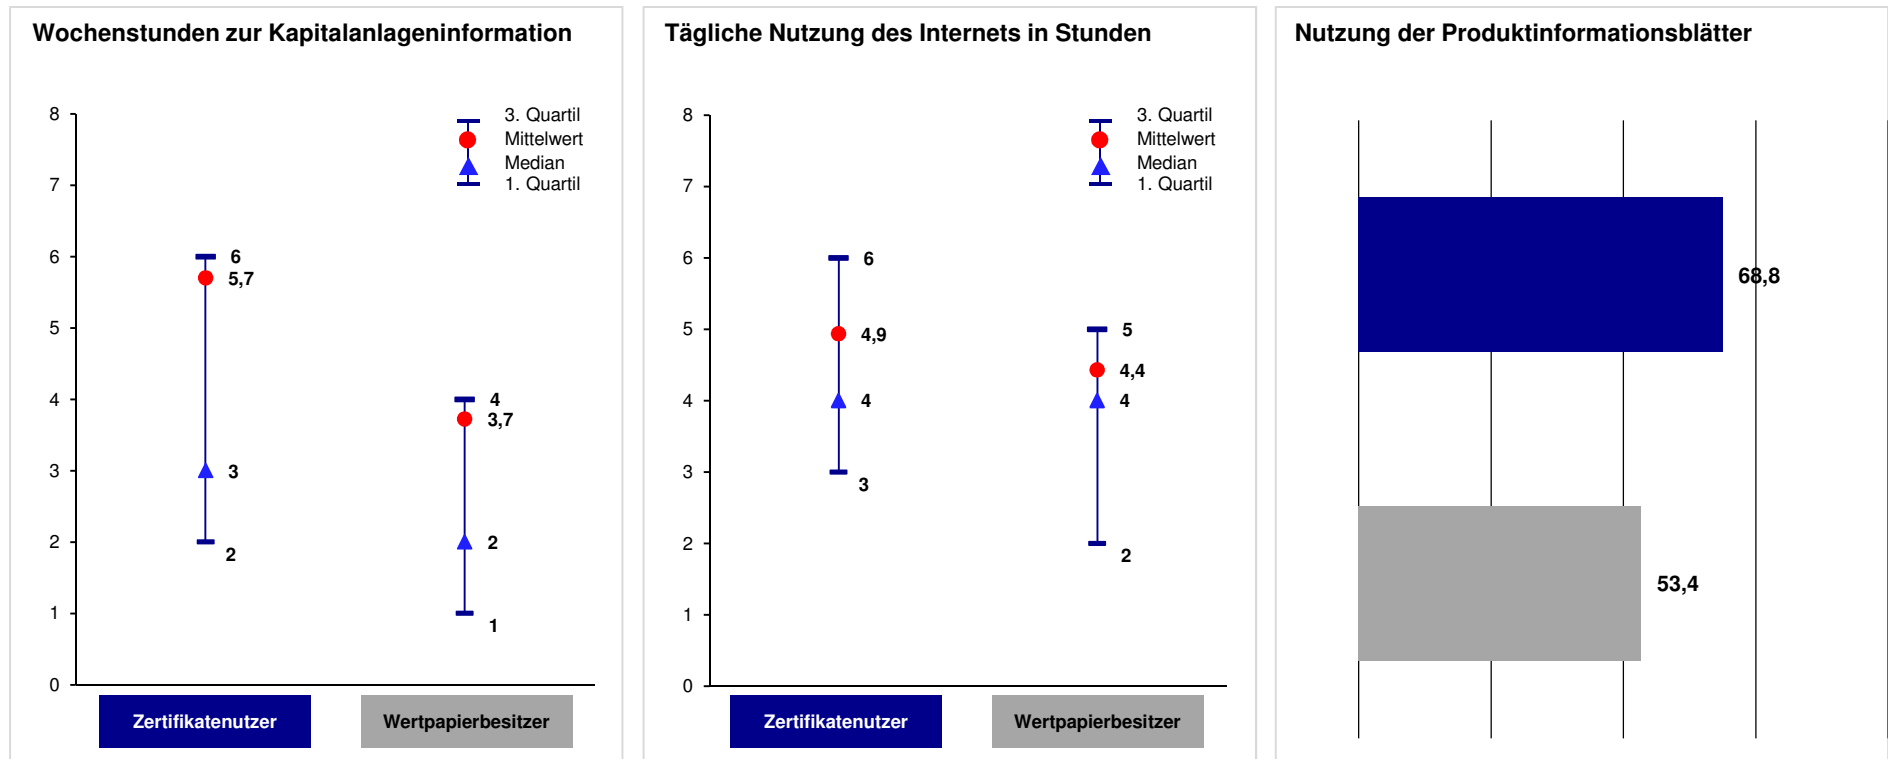 Wochenstunden zur Kapitalanlageninformation
8
7
6
5
4
3
2
1
0
3. Quartil
Mittelwert
Median
1. Quartil
6
5,7
3
2
4
3,7
2
1
Zertifikatenutzer
Wertpapierbesitzer
Tägliche Nutzung des Internets in Stunden
8
7
6
5
4
3
2
1
0
3. Quartil
Mittelwert
Median
1. Quartil
6
4,9
4
3
5
4,4
4
2
Zertifikatenutzer
Wertpapierbesitzer
Nutzung der Produktinformationsblätter
68,8
53,4